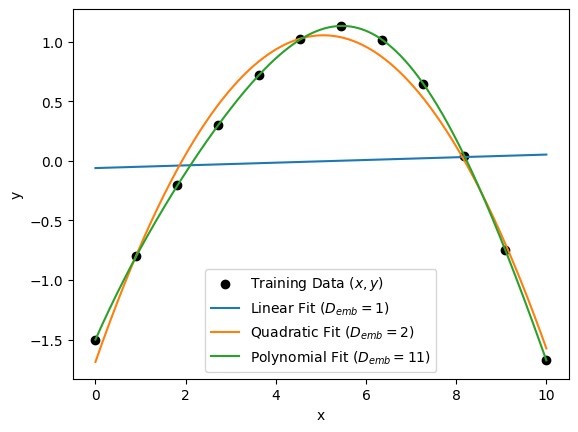 1.0
0.5
0.0
−0.5
−1.0
−1.5
y
0 2 4 6 8 10
x
Training Data (x, y)
Linear Fit (D_emb = 1)
Quadratic Fit (D_emb = 2)
Polynomial Fit (D_emb = 11)